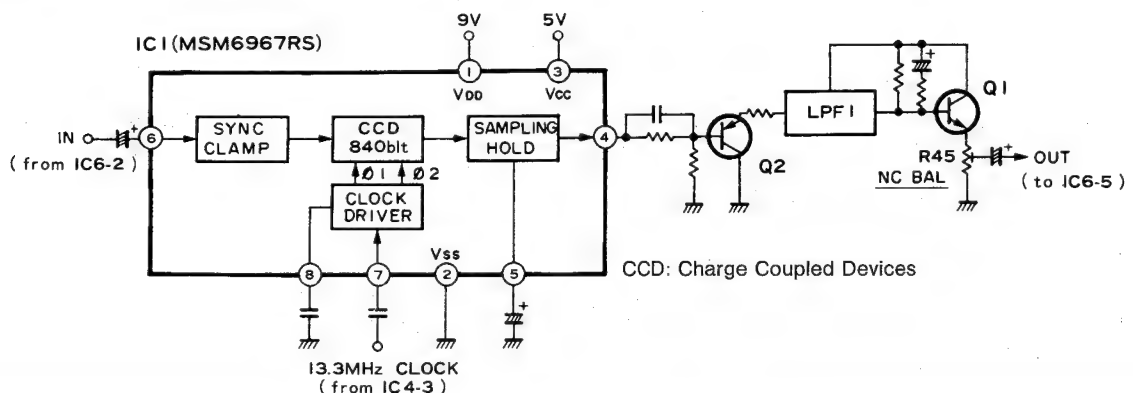 IC1(MSM6967RS)
9V
5V
1
3
VDD
VCC
IN
(from IC6-2)
+
6
SYNC
CLAMP
CCD
840blt
SAMPLING
HOLD
4
Ø1 Ø2
CLOCK
DRIVER
Vss
8
7
2
5
+
13.3MHz CLOCK
(from IC4-3)
CCD: Charge Coupled Devices
Q2
LPF1
+
Q1
R45
NC BAL
+
OUT
(to IC6-5)